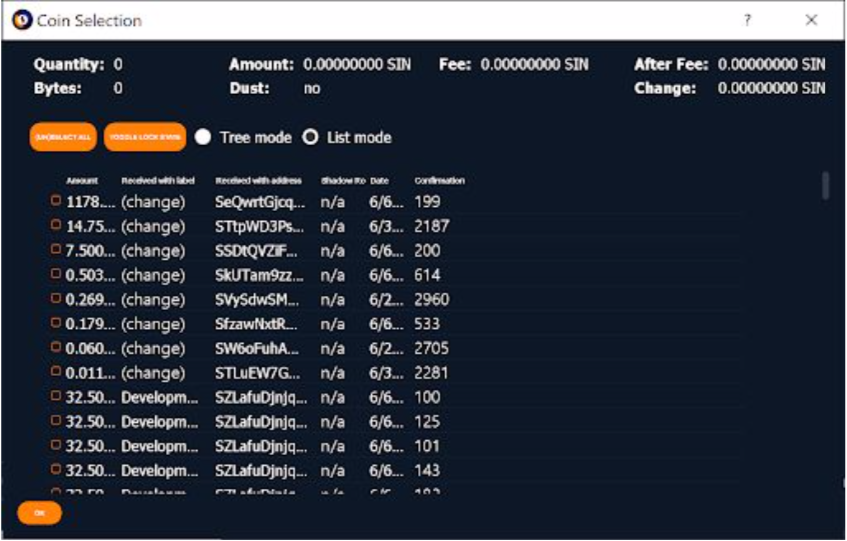 Coin Selection ? ×
Quantity: 0 Amount: 0.00000000 SIN Fee: 0.00000000 SIN After Fee: 0.00000000 SIN
Bytes: 0 Dust: no Change: 0.00000000 SIN
(UN)SELECT ALL TOGGLE LOCK STATE Tree mode List mode
Amount Received with label Received with address Shadow Ro Date Confirmation
1178.... (change) SeQwrtGjcq... n/a 6/6... 199
14.75... (change) STtpWD3Ps... n/a 6/3... 2187
7.500... (change) SSDtQVZiF... n/a 6/6... 200
0.503... (change) SkUTam9zz... n/a 6/6... 614
0.269... (change) SVySdwSM... n/a 6/2... 2960
0.179... (change) SfzawNxtR... n/a 6/6... 533
0.060... (change) SW6oFuhA... n/a 6/2... 2705
0.011... (change) STLuEW7G... n/a 6/3... 2281
32.50... Developm... SZLafuDjnjq... n/a 6/6... 100
32.50... Developm... SZLafuDjnjq... n/a 6/6... 125
32.50... Developm... SZLafuDjnjq... n/a 6/6... 101
32.50... Developm... SZLafuDjnjq... n/a 6/6... 143
OK